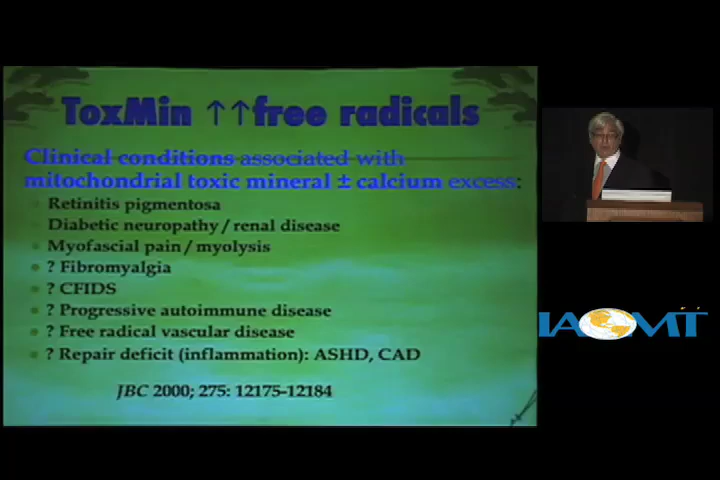 ToxMin ↑↑free radicals
Clinical conditions associated with
mitochondrial toxic mineral ± calcium excess:
Retinitis pigmentosa
Diabetic neuropathy / renal disease
Myofascial pain / myolysis
? Fibromyalgia
? CFIDS
? Progressive autoimmune disease
? Free radical vascular disease
? Repair deficit (inflammation): ASHD, CAD
JBC 2000; 275: 12175-12184
IAOMT